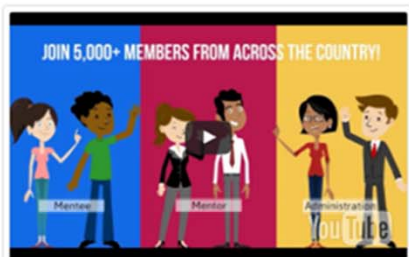 JOIN 5,000+ MEMBERS FROM ACROSS THE COUNTRY!
Mentee
Mentor
Administration
YouTube